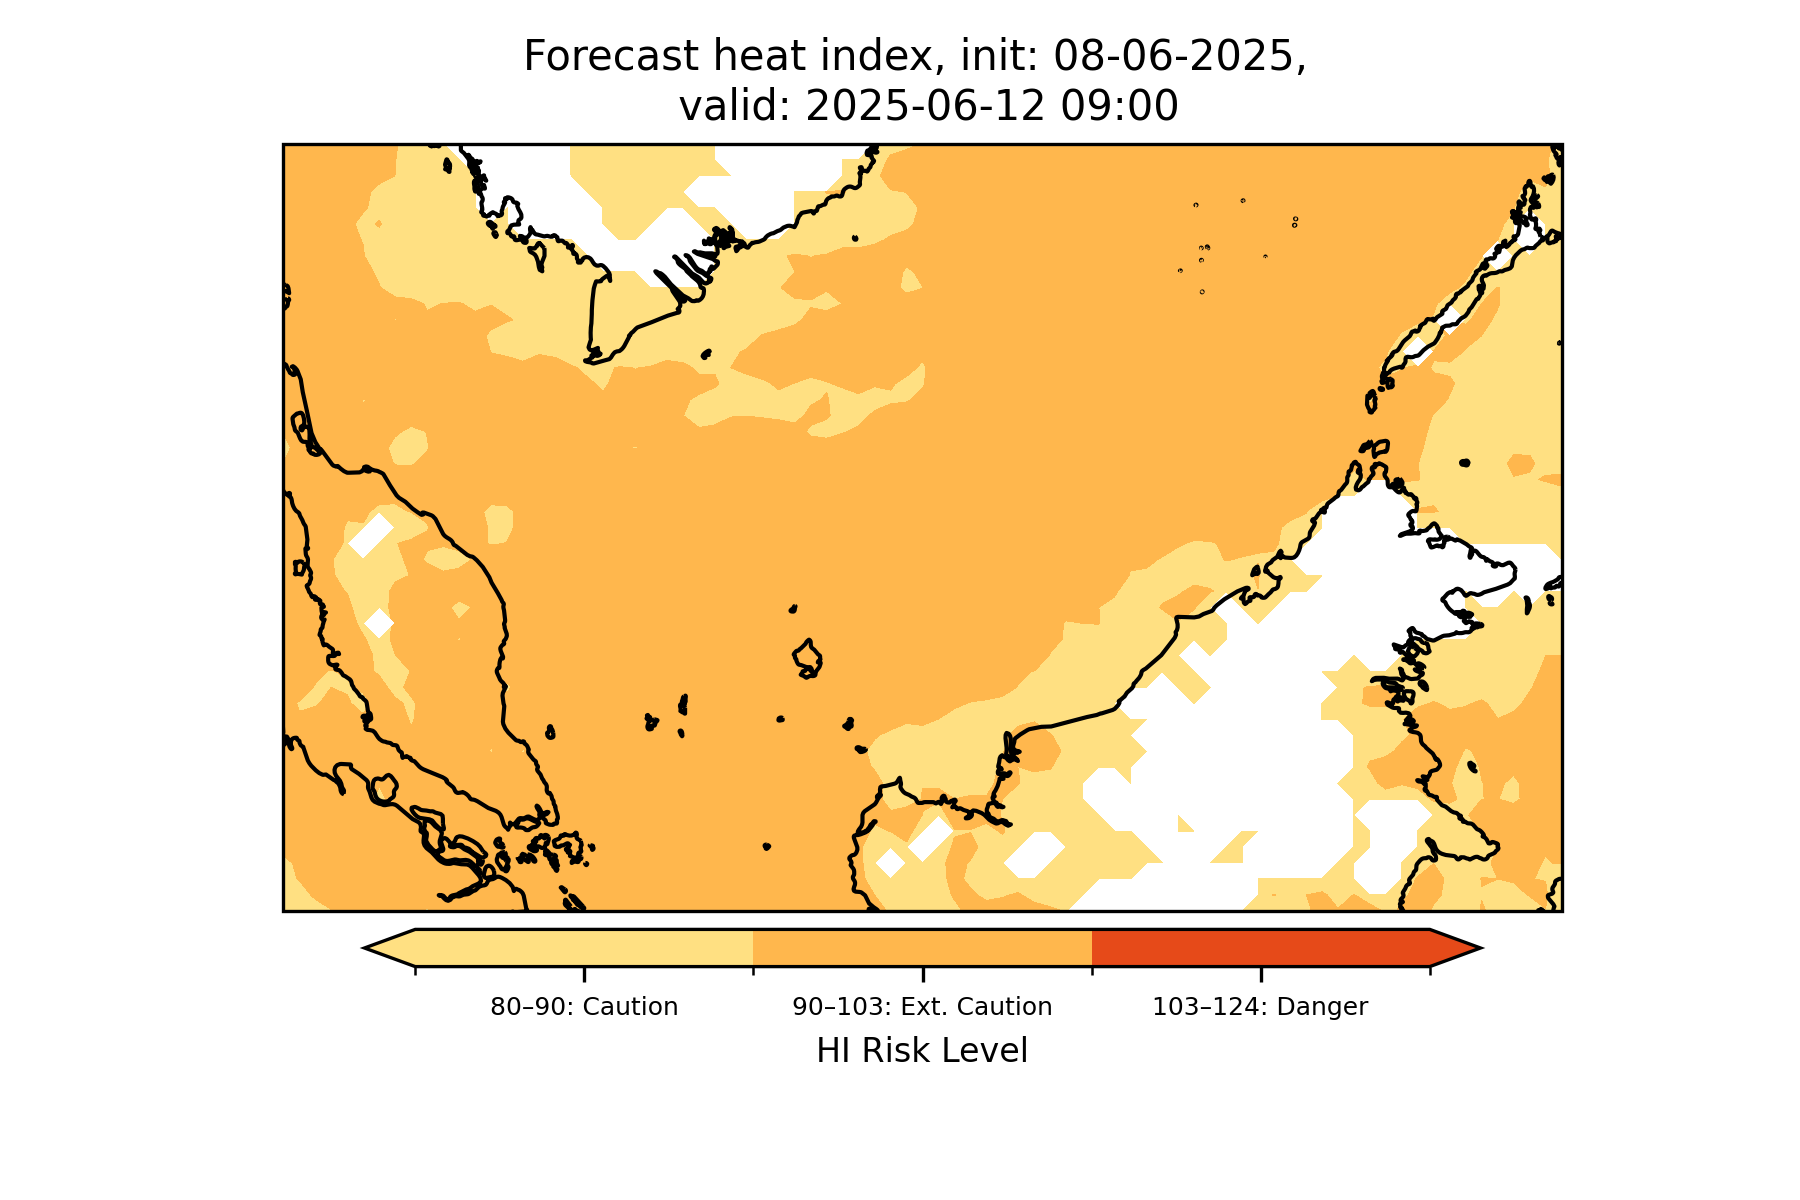 Forecast heat index, init: 08-06-2025,
valid: 2025-06-12 09:00
80–90: Caution
90–103: Ext. Caution
103–124: Danger
HI Risk Level